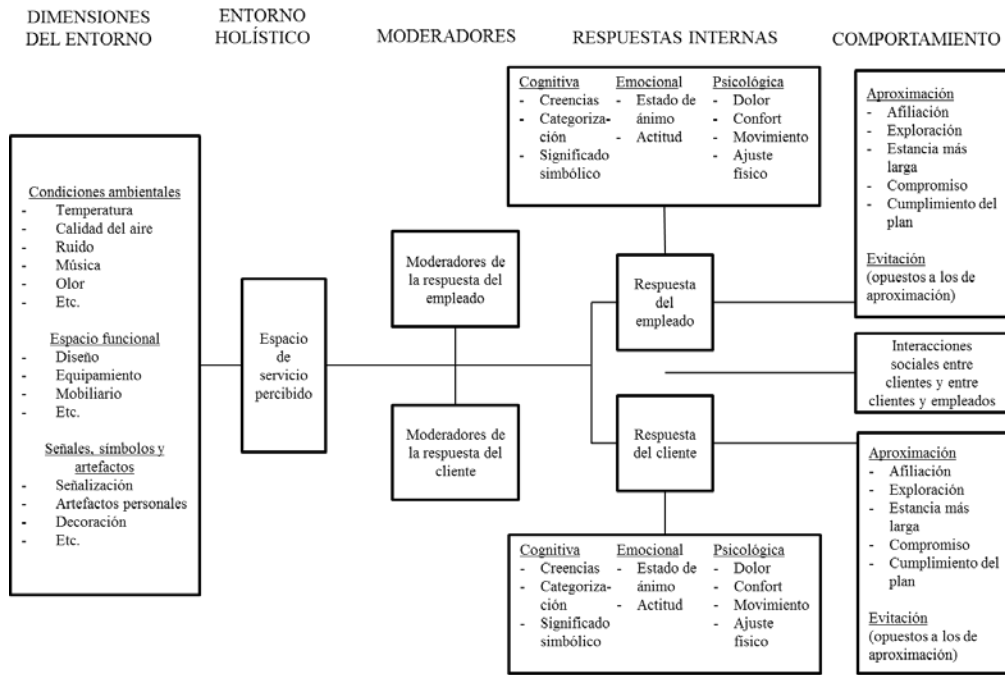 DIMENSIONES
DEL ENTORNO
ENTORNO
HOLÍSTICO
MODERADORES
RESPUESTAS INTERNAS
COMPORTAMIENTO
Condiciones ambientales
- Temperatura
- Calidad del aire
- Ruido
- Música
- Olor
- Etc.
Espacio funcional
- Diseño
- Equipamiento
- Mobiliario
- Etc.
Señales, símbolos y
artefactos
- Señalización
- Artefactos personales
- Decoración
- Etc.
Espacio
de
servicio
percibido
Moderadores de
la respuesta del
empleado
Moderadores de
la respuesta del
cliente
Cognitiva
- Creencias
- Categoriza-
ción
- Significado
simbólico
Emocional
- Estado de
ánimo
- Actitud
Psicológica
- Dolor
- Confort
- Movimiento
- Ajuste
físico
Respuesta
del
empleado
Respuesta
del cliente
Cognitiva
- Creencias
- Categoriza-
ción
- Significado
simbólico
Emocional
- Estado de
ánimo
- Actitud
Psicológica
- Dolor
- Confort
- Movimiento
- Ajuste
físico
Aproximación
- Afiliación
- Exploración
- Estancia más
larga
- Compromiso
- Cumplimiento del
plan
Evitación
(opuestos a los de
aproximación)
Interacciones
sociales entre
clientes y entre
clientes y empleados
Aproximación
- Afiliación
- Exploración
- Estancia más
larga
- Compromiso
- Cumplimiento del
plan
Evitación
(opuestos a los de
aproximación)